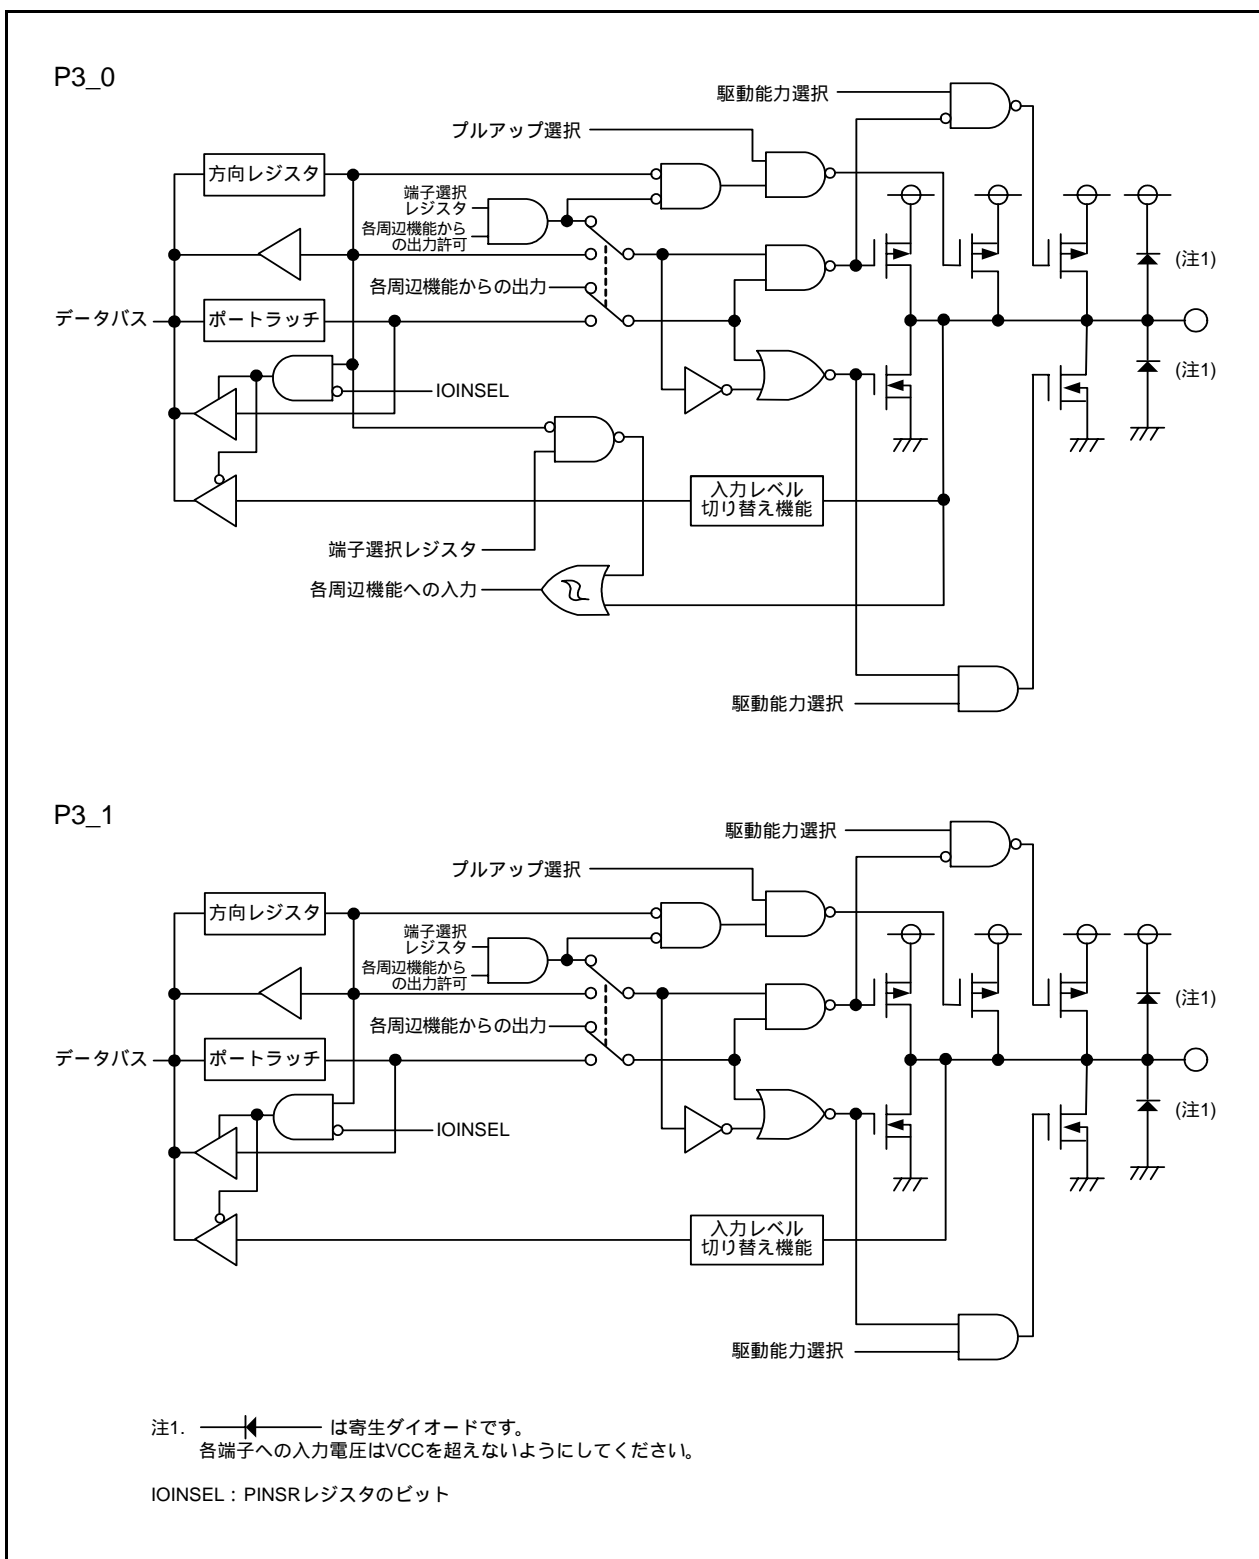 P3_0
駆動能力選択
プルアップ選択
方向レジスタ
端子選択
レジスタ
各周辺機能から
の出力許可
(注1)
各周辺機能からの出力
データバス
ポートラッチ
(注1)
IOINSEL
入力レベル
切り替え機能
端子選択レジスタ
各周辺機能への入力
駆動能力選択
P3_1
駆動能力選択
プルアップ選択
方向レジスタ
端子選択
レジスタ
各周辺機能から
の出力許可
(注1)
各周辺機能からの出力
データバス
ポートラッチ
(注1)
IOINSEL
入力レベル
切り替え機能
駆動能力選択
注1. は寄生ダイオードです。
各端子への入力電圧はVCCを超えないようにしてください。
IOINSEL：PINSRレジスタのビット